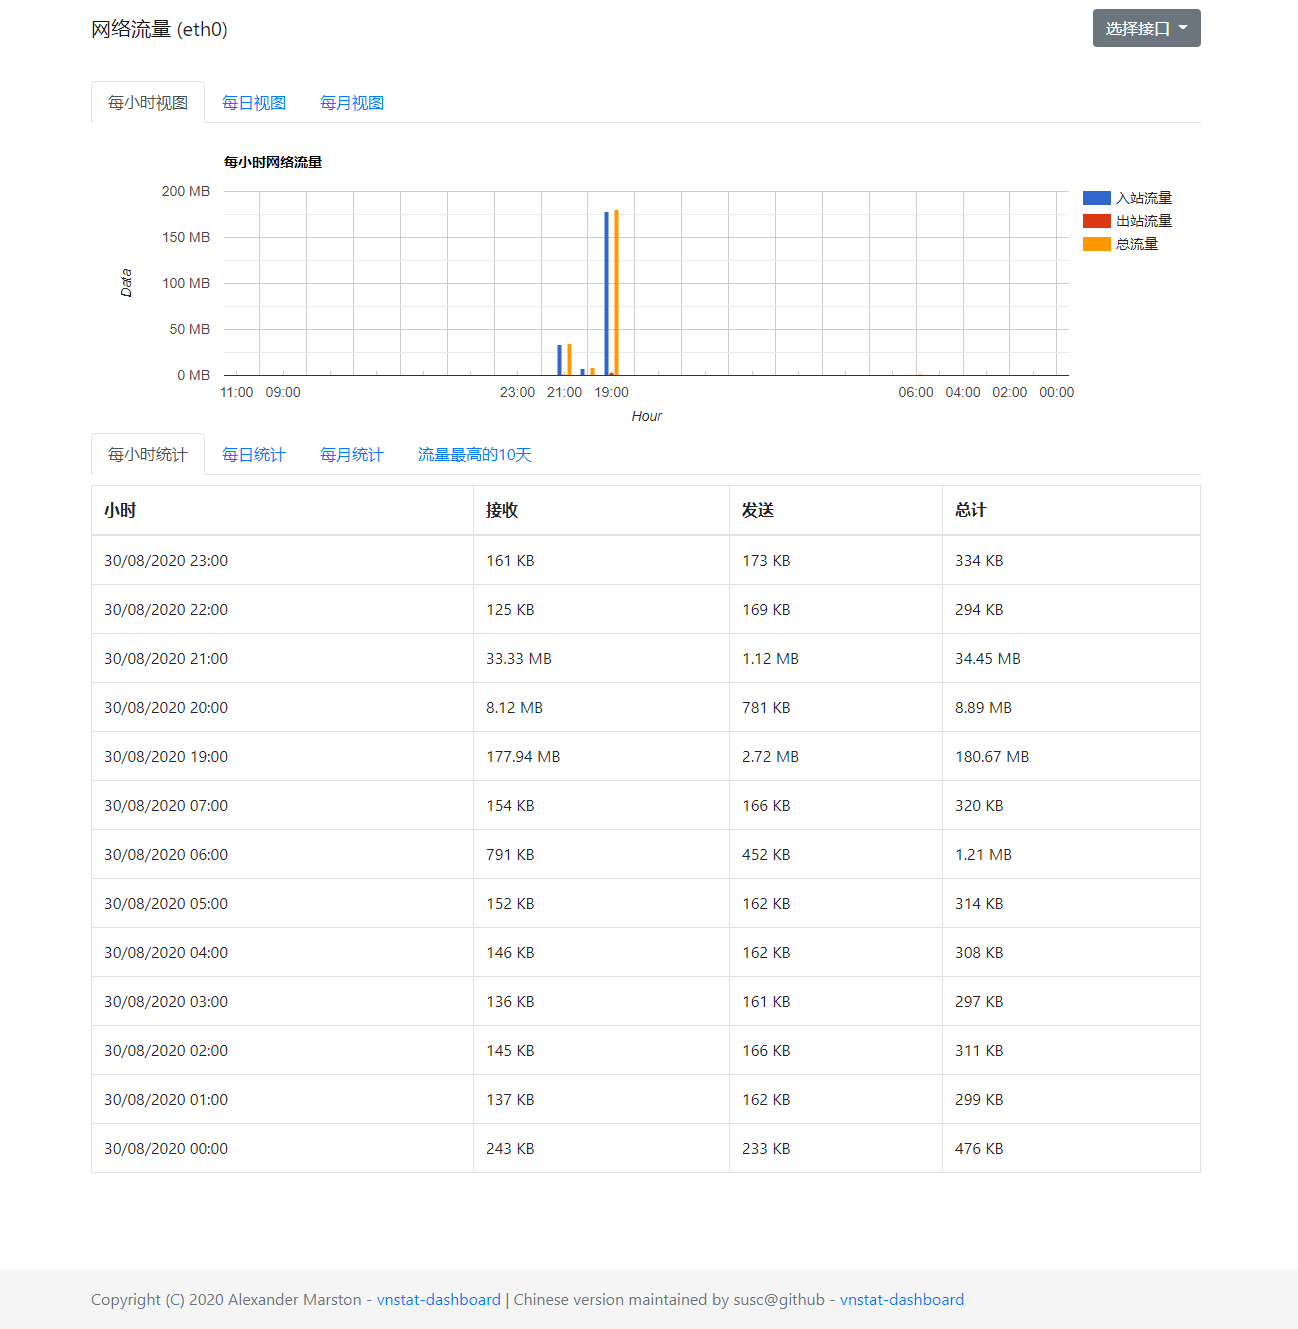 网络流量 (eth0)
选择接口
每小时视图 每日视图 每月视图
每小时网络流量
200 MB
150 MB
100 MB
50 MB
0 MB
Data
11:00 09:00 23:00 21:00 19:00 06:00 04:00 02:00 00:00
Hour
入站流量
出站流量
总流量
每小时统计 每日统计 每月统计 流量最高的10天
小时 接收 发送 总计
30/08/2020 23:00 161 KB 173 KB 334 KB
30/08/2020 22:00 125 KB 169 KB 294 KB
30/08/2020 21:00 33.33 MB 1.12 MB 34.45 MB
30/08/2020 20:00 8.12 MB 781 KB 8.89 MB
30/08/2020 19:00 177.94 MB 2.72 MB 180.67 MB
30/08/2020 07:00 154 KB 166 KB 320 KB
30/08/2020 06:00 791 KB 452 KB 1.21 MB
30/08/2020 05:00 152 KB 162 KB 314 KB
30/08/2020 04:00 146 KB 162 KB 308 KB
30/08/2020 03:00 136 KB 161 KB 297 KB
30/08/2020 02:00 145 KB 166 KB 311 KB
30/08/2020 01:00 137 KB 162 KB 299 KB
30/08/2020 00:00 243 KB 233 KB 476 KB
Copyright (C) 2020 Alexander Marston - vnstat-dashboard | Chinese version maintained by susc@github - vnstat-dashboard